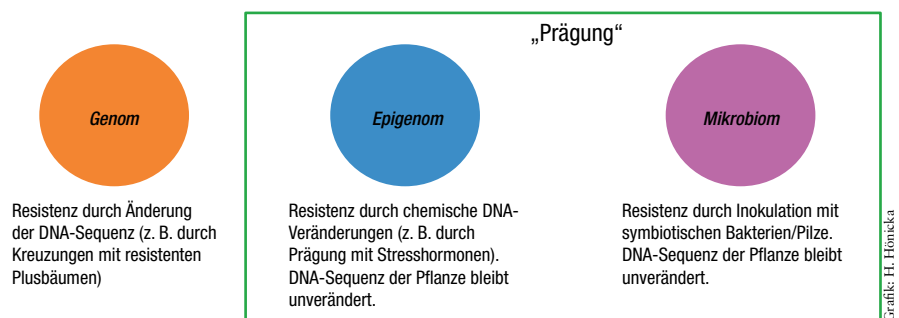 „Prägung“
Genom
Epigenom
Mikrobiom
Resistenz durch Änderung
der DNA-Sequenz (z. B. durch
Kreuzungen mit resistenten
Plusbäumen)
Resistenz durch chemische DNA-
Veränderungen (z. B. durch
Prägung mit Stresshormonen).
DNA-Sequenz der Pflanze bleibt
unverändert.
Resistenz durch Inokulation mit
symbiotischen Bakterien/Pilze.
DNA-Sequenz der Pflanze bleibt
unverändert.
Grafik: H. Hönicka